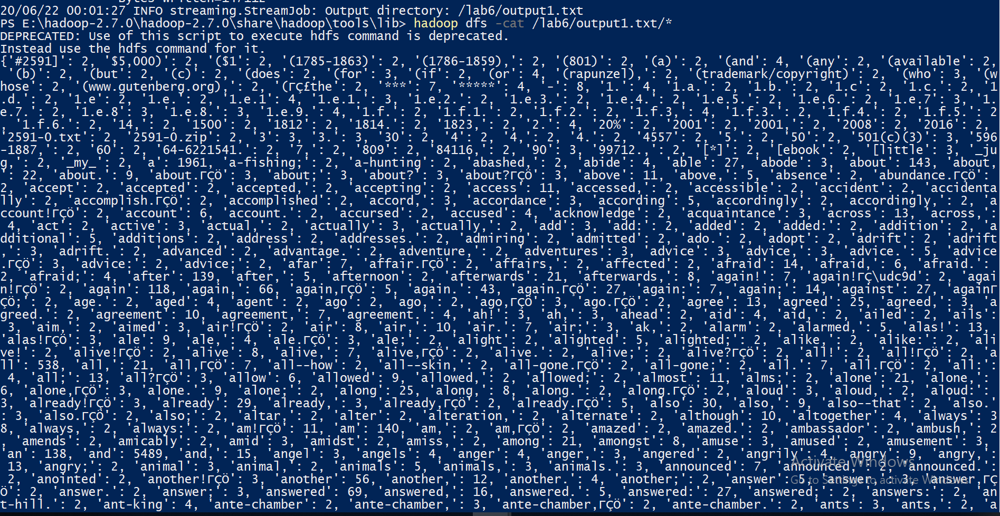 20/06/22 00:01:27 INFO streaming.StreamJob: Output directory: /lab6/output1.txt
PS E:\hadoop-2.7.0\hadoop-2.7.0\share\hadoop\tools\lib> hadoop dfs -cat /lab6/output1.txt/*
DEPRECATED: Use of this script to execute hdfs command is deprecated.
Instead use the hdfs command for it.
{'#2591]': 2, '$5,000)': 2, '($1': 2, '(1785-1863)': 2, '(1786-1859),': 2, '(801)': 2, '(a)': 2, '(and': 4, '(any': 2, '(available': 2,
 '(b)': 2, '(but': 2, '(c)': 2, '(does': 2, '(for': 3, '(if': 2, '(or': 4, '(rapunzel),': 2, '(trademark/copyright)': 2, '(who': 3, '(w
hose': 2, '(www.gutenberg.org),': 2, '(ΓÇ£the': 2, '***': 7, '*****': 4, '-': 8, '1.': 4, '1.a.': 2, '1.b.': 2, '1.c': 2, '1.c.': 2, '1
.d.': 2, '1.e': 2, '1.e.': 2, '1.e.1': 4, '1.e.1.': 3, '1.e.2.': 2, '1.e.3.': 2, '1.e.4.': 2, '1.e.5.': 2, '1.e.6.': 2, '1.e.7': 3, '1.
e.7.': 2, '1.e.8': 3, '1.e.8.': 3, '1.e.9.': 4, '1.f.': 2, '1.f.1.': 2, '1.f.2.': 2, '1.f.3,': 4, '1.f.3.': 2, '1.f.4.': 2, '1.f.5.': 2
, '1.f.6.': 2, '14,': 2, '1500': 2, '1812': 2, '1814.': 2, '1823,': 2, '2.': 4, '20%': 2, '2001': 2, '2001,': 2, '2008': 2, '2016': 2,
'2591-0.txt': 2, '2591-0.zip': 2, '3': 3, '3.': 3, '30': 2, '4': 2, '4,': 2, '4.': 2, '4557': 2, '5.': 2, '50': 2, '501(c)(3)': 3, '596
-1887,': 2, '60': 2, '64-6221541.': 2, '7,': 2, '809': 2, '84116,': 2, '90': 3, '99712.,': 2, '[*]': 2, '[ebook': 2, '[little': 3, '_ju
g,': 2, '_my_': 2, 'a': 1961, 'a-fishing;': 2, 'a-hunting': 2, 'abashed,': 2, 'abide': 4, 'able': 27, 'abode': 3, 'about': 143, 'about,
': 22, 'about.': 9, 'about.ΓÇÖ': 3, 'about;': 3, 'about?': 3, 'about?ΓÇÖ': 3, 'above': 11, 'above,': 5, 'absence': 2, 'abundance.ΓÇÖ':
2, 'accept': 2, 'accepted': 2, 'accepted,': 2, 'accepting': 2, 'access': 11, 'accessed,': 2, 'accessible': 2, 'accident': 2, 'accidenta
lly': 2, 'accomplish.ΓÇÖ': 2, 'accomplished': 2, 'accord,': 3, 'accordance': 3, 'according': 5, 'accordingly': 2, 'accordingly,': 2, 'a
ccount!ΓÇÖ': 2, 'account': 6, 'account.': 2, 'accursed': 2, 'accused': 4, 'acknowledge': 2, 'acquaintance': 3, 'across': 13, 'across,':
 4, 'act': 2, 'active': 3, 'actual,': 2, 'actually': 3, 'actually,': 2, 'add': 3, 'add:': 2, 'added': 2, 'added:': 2, 'addition': 2, 'a
dditional': 5, 'additions': 2, 'address': 2, 'addresses.': 2, 'admiring': 2, 'admitted': 2, 'ado.': 2, 'adopt': 2, 'adrift': 2, 'adrift
,': 3, 'adrift.': 2, 'advanced': 2, 'advantage.': 2, 'adventure,': 2, 'adventures': 3, 'advice': 3, 'advice,': 3, 'advice.': 5, 'advice
.ΓÇÖ': 3, 'advice:': 2, 'advice;': 2, 'afar': 7, 'affair.ΓÇÖ': 2, 'affairs,': 2, 'affected': 2, 'afraid': 14, 'afraid,': 6, 'afraid.':
2, 'afraid;': 4, 'after': 139, 'after,': 5, 'afternoon': 2, 'afterwards': 21, 'afterwards,': 8, 'again!': 7, 'again!ΓÇ\udc9d': 2, 'agai
n!ΓÇÖ': 2, 'again': 118, 'again,': 66, 'again,ΓÇÖ': 5, 'again.': 43, 'again.ΓÇÖ': 27, 'again:': 7, 'again;': 14, 'against': 27, 'againΓ
ÇÖ;': 2, 'age.': 2, 'aged': 4, 'agent': 2, 'ago': 2, 'ago,': 2, 'ago,ΓÇÖ': 3, 'ago.ΓÇÖ': 2, 'agree': 13, 'agreed': 25, 'agreed,': 3, 'a
greed.': 2, 'agreement': 10, 'agreement,': 7, 'agreement.': 4, 'ah!': 3, 'ah,': 3, 'ahead': 2, 'aid': 4, 'aid,': 2, 'ailed': 2, 'ails':
 3, 'aim,': 2, 'aimed': 3, 'air!ΓÇÖ': 2, 'air': 8, 'air,': 10, 'air.': 7, 'air;': 3, 'ak,': 2, 'alarm': 2, 'alarmed,': 5, 'alas!': 13,
'alas!ΓÇÖ': 3, 'ale': 9, 'ale,': 4, 'ale.ΓÇÖ': 3, 'ale;': 2, 'alight': 2, 'alighted': 5, 'alighted;': 2, 'alike,': 2, 'alike:': 2, 'ali
ve!': 2, 'alive!ΓÇÖ': 2, 'alive': 8, 'alive,': 7, 'alive,ΓÇÖ': 2, 'alive.': 2, 'alive;': 2, 'alive?ΓÇÖ': 2, 'all!': 2, 'all!ΓÇÖ': 2, 'a
ll': 538, 'all,': 21, 'all,ΓÇÖ': 7, 'all--how': 2, 'all--skin,': 2, 'all-gone.ΓÇÖ': 2, 'all-gone;': 2, 'all.': 7, 'all.ΓÇÖ': 2, 'all:':
 4, 'all;': 13, 'all?ΓÇÖ': 3, 'allow': 6, 'allowed': 9, 'allowed,': 2, 'allowed;': 2, 'almost': 11, 'alms;': 2, 'alone': 21, 'alone,':
6, 'alone,ΓÇÖ': 3, 'alone.': 9, 'alone;': 2, 'along': 25, 'along,': 8, 'along.': 2, 'along.ΓÇÖ': 2, 'aloud': 3, 'aloud,': 2, 'aloud:':
3, 'already!ΓÇÖ': 3, 'already': 29, 'already,': 3, 'already,ΓÇÖ': 2, 'already.ΓÇÖ': 5, 'also': 30, 'also,': 9, 'also--that': 2, 'also.'
: 3, 'also.ΓÇÖ': 2, 'also;': 2, 'altar,': 2, 'alter': 2, 'alteration,': 2, 'alternate': 2, 'although': 10, 'altogether': 4, 'always': 3
8, 'always,': 2, 'always:': 2, 'am!ΓÇÖ': 11, 'am': 140, 'am,': 2, 'am,ΓÇÖ': 2, 'amazed': 2, 'amazed.': 2, 'ambassador': 2, 'ambush,': 2
, 'amends': 2, 'amicably': 2, 'amid': 3, 'amidst': 2, 'amiss,': 2, 'among': 21, 'amongst': 8, 'amuse': 3, 'amused': 2, 'amusement': 3,
'an': 138, 'and': 5489, 'and,': 15, 'angel': 3, 'angels': 4, 'anger': 4, 'anger,': 3, 'angered': 2, 'angrily': 4, 'angry': 9, 'angry,':
 13, 'angry;': 2, 'animal': 3, 'animal,': 2, 'animals': 5, 'animals,': 3, 'animals.': 3, 'announced': 7, 'announced,': 2, 'announced.':
 2, 'anointed': 2, 'another!ΓÇÖ': 3, 'another': 56, 'another,': 12, 'another.': 4, 'another;': 2, 'answer': 5, 'answer,': 3, 'answer,ΓÇ
Ö': 2, 'answer.': 2, 'answer;': 3, 'answered': 69, 'answered,': 16, 'answered.': 5, 'answered:': 27, 'answered;': 2, 'answers:': 2, 'an
t-hill.': 2, 'ant-king': 4, 'ante-chamber': 2, 'ante-chamber,': 3, 'ante-chamber,ΓÇÖ': 2, 'ante-chamber.': 2, 'ants': 3, 'ants,': 2, 'a
Activate Windows
Go to Settings to activate Windows.